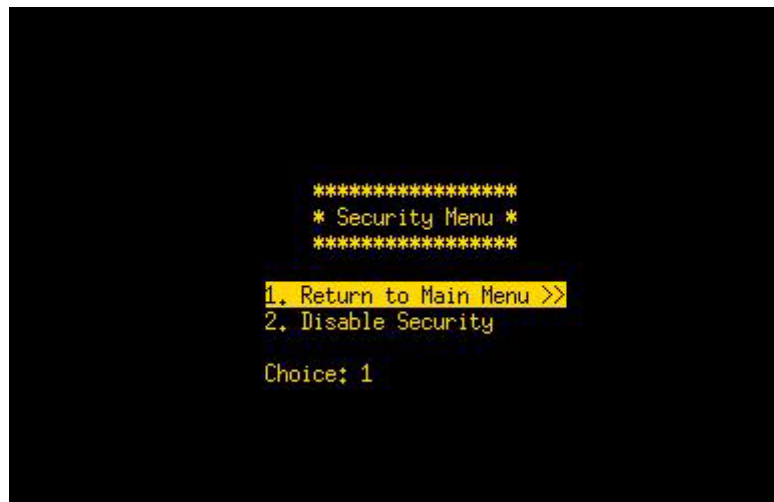 *****************
* Security Menu *
*****************
1. Return to Main Menu >>
2. Disable Security
Choice: 1